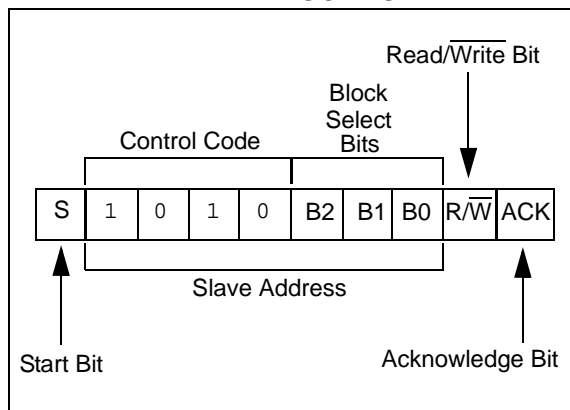 Read/Write Bit
Block
Select
Bits
Control Code
S 1 0 1 0 B2 B1 B0 R/W ACK
Slave Address
Start Bit
Acknowledge Bit